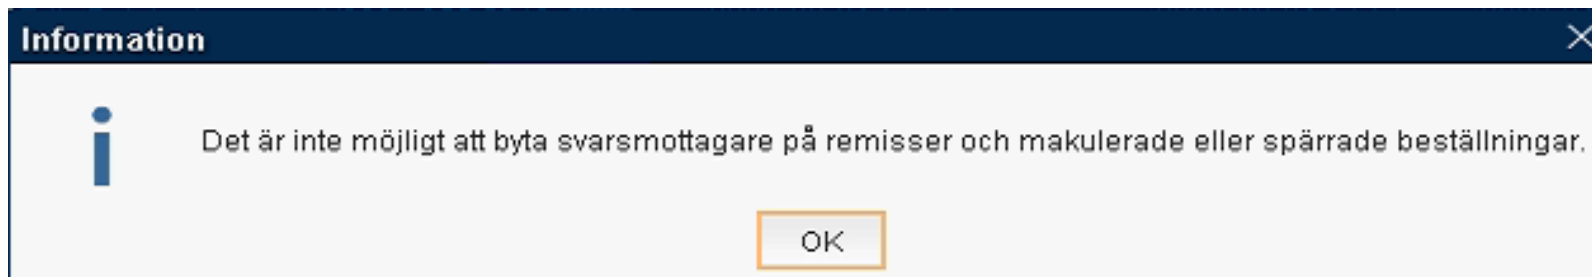 Information
Det är inte möjligt att byta svarsmottagare på remisser och makulerade eller spärrade beställningar.
OK